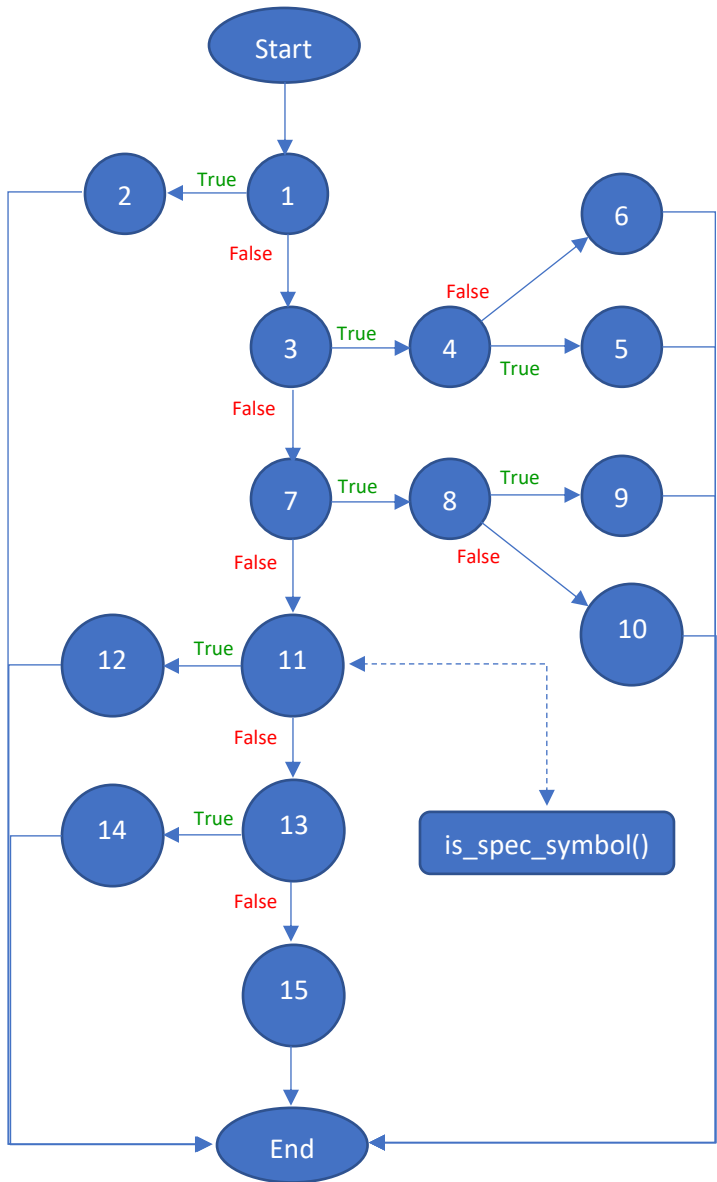 Start
2
True
1
6
False
False
3
True
4
5
True
False
7
True
8
True
9
False
False
10
12
True
11
False
14
True
13
is_spec_symbol()
False
15
End